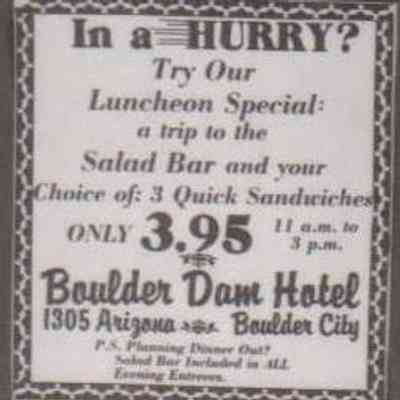 In a HURRY?
Try Our
Luncheon Special:
a trip to the
Salad Bar and your
Choice of: 3 Quick Sandwiches
ONLY 3.95 11 a.m. to
3 p.m.
Boulder Dam Hotel
1305 Arizona Boulder City
P.S. Planning Dinner Out?
Salad Bar Included in ALL
Evening Entrees.